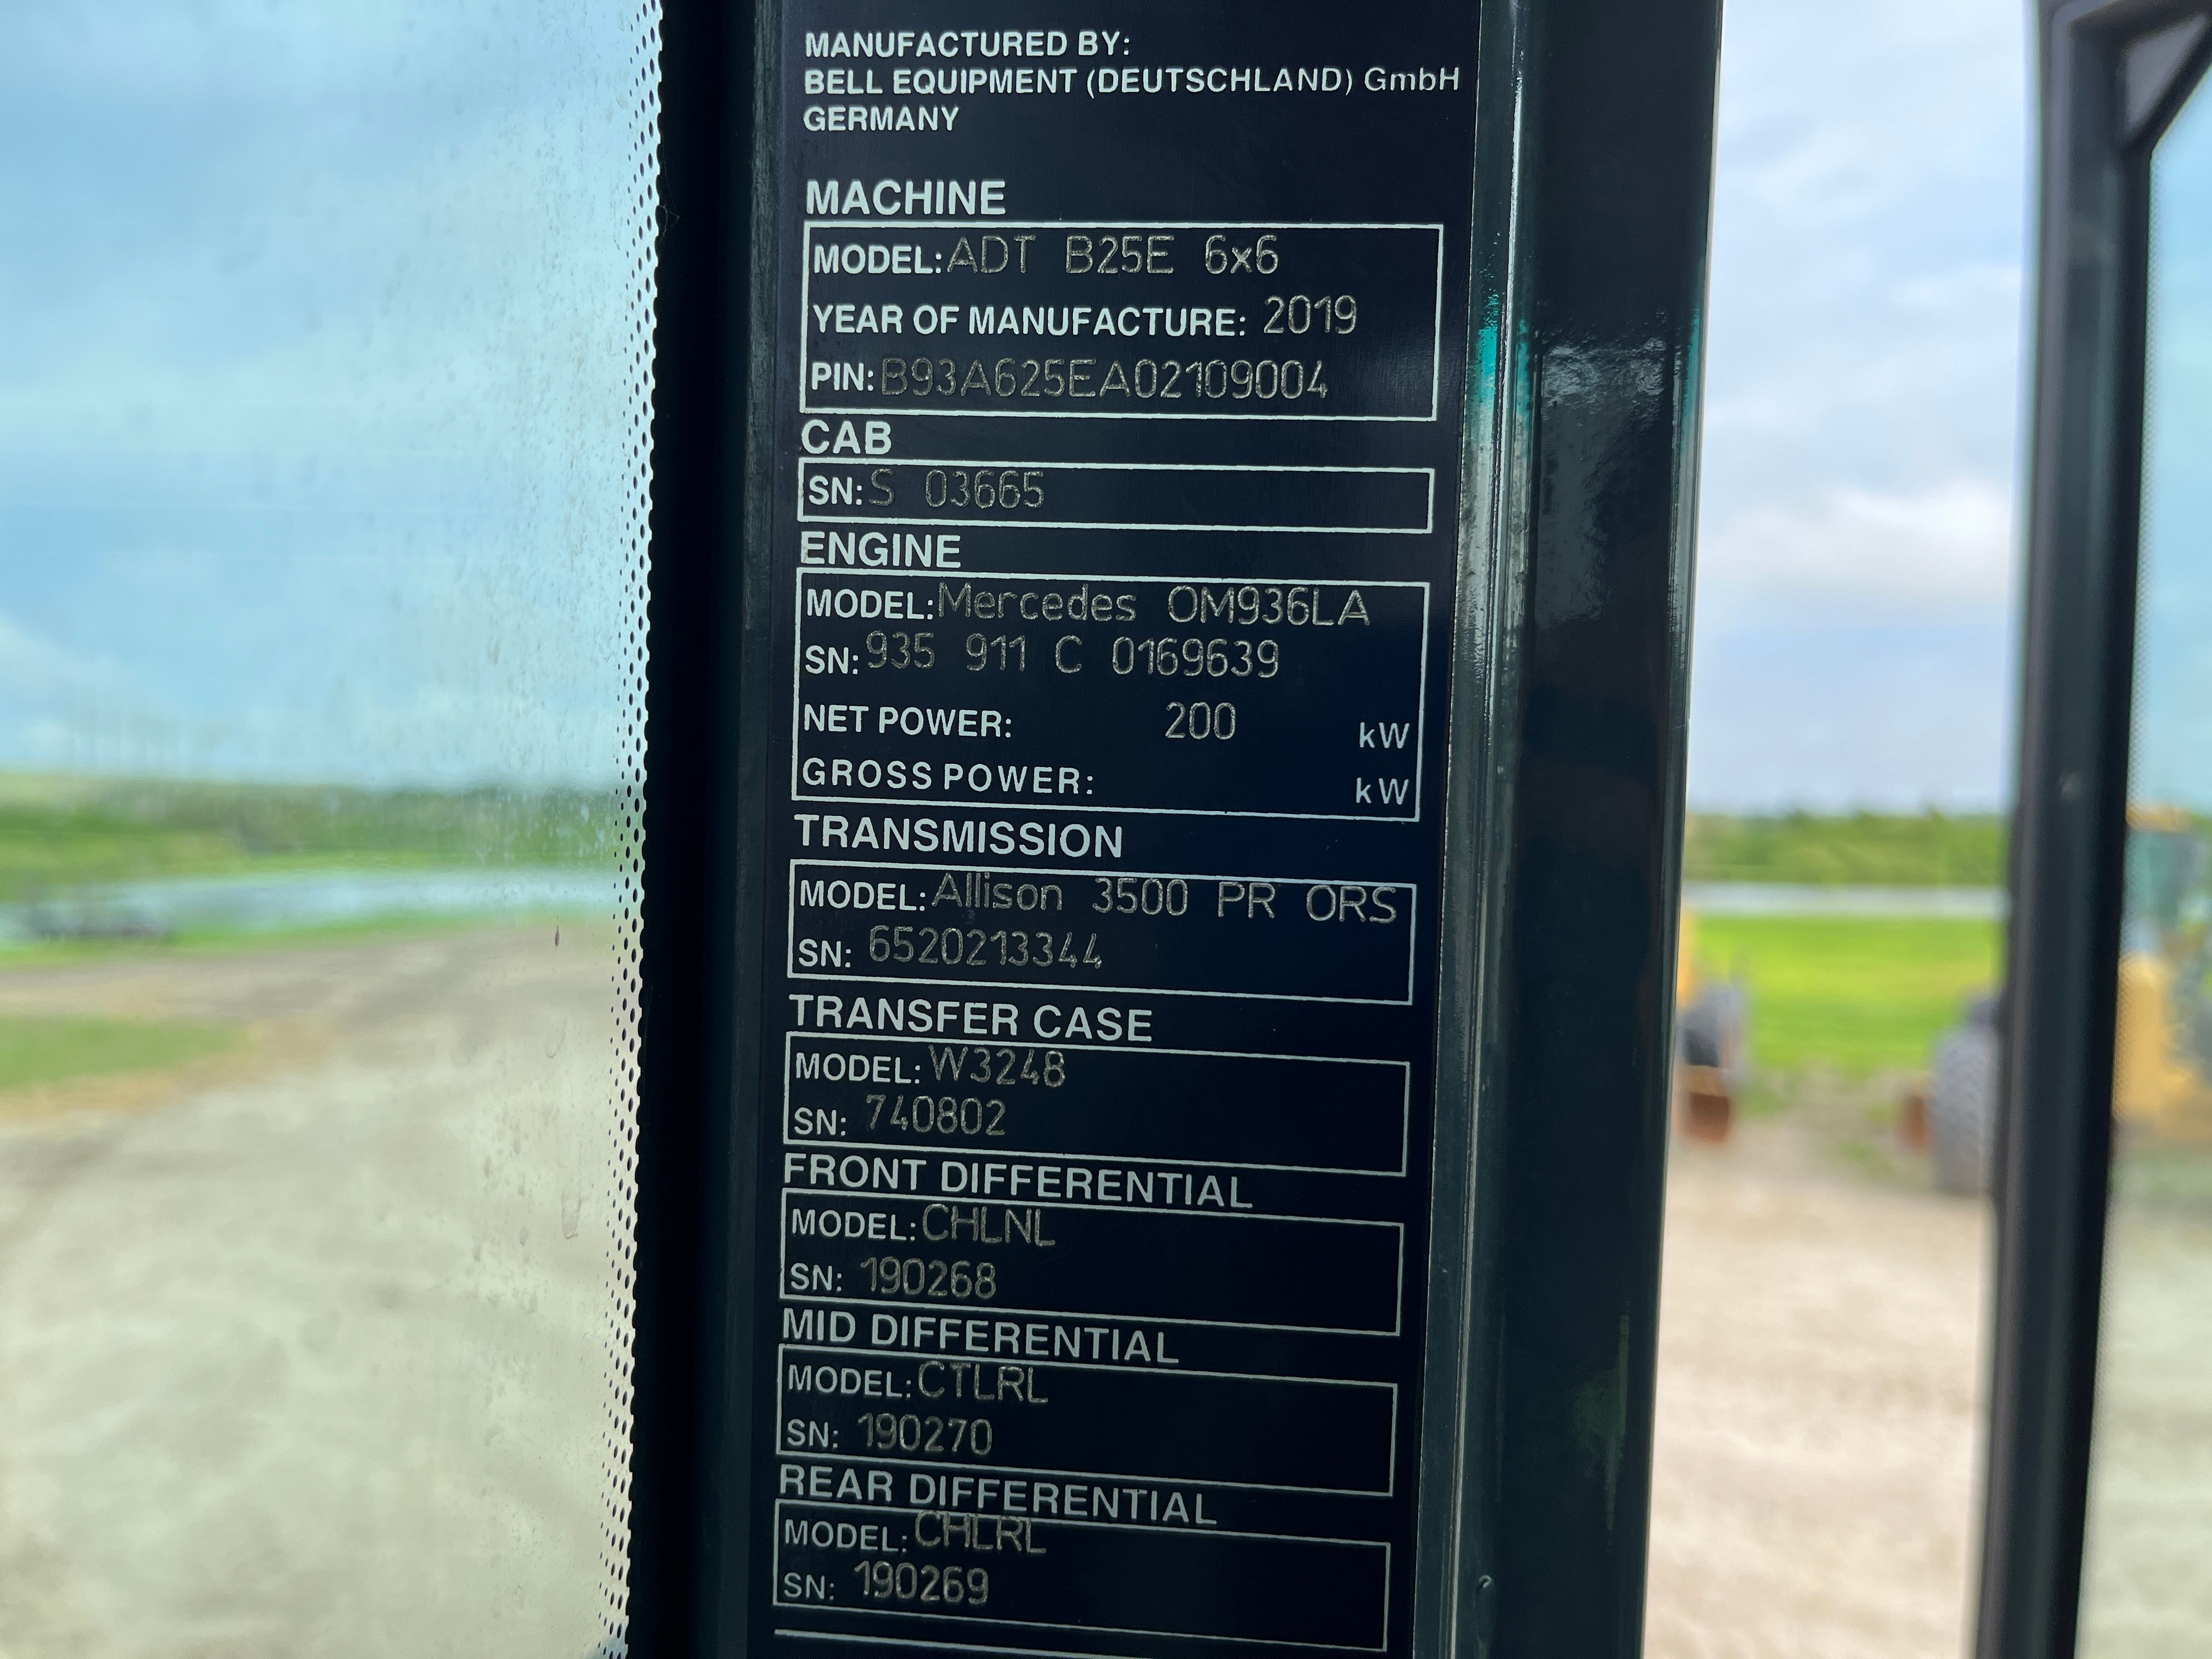 MANUFACTURED BY:
BELL EQUIPMENT (DEUTSCHLAND) GmbH
GERMANY
MACHINE
MODEL: ADT B25E 6x6
YEAR OF MANUFACTURE: 2019
PIN: B93A625EA02109004
CAB
SN: S 03665
ENGINE
MODEL: Mercedes OM936LA
SN: 935 911 C 0169639
NET POWER: 200 kW
GROSS POWER: kW
TRANSMISSION
MODEL: Allison 3500 PR ORS
SN: 6520213344
TRANSFER CASE
MODEL: W3248
SN: 740802
FRONT DIFFERENTIAL
MODEL: CHLNL
SN: 190268
MID DIFFERENTIAL
MODEL: CTLRL
SN: 190270
REAR DIFFERENTIAL
MODEL: CHLRL
SN: 190269